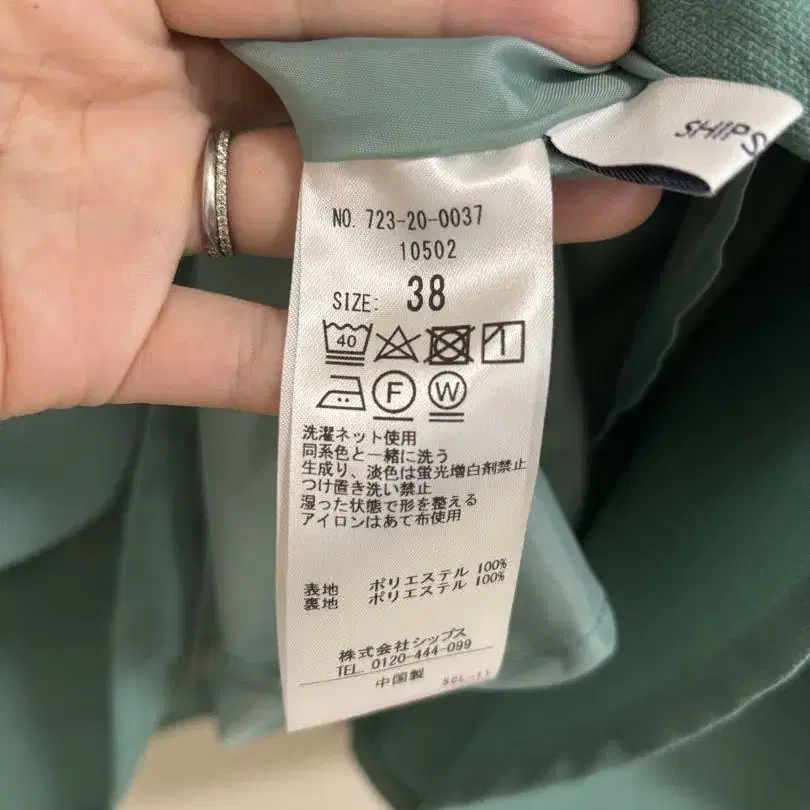 SHIPS
NO. 723-20-0037
10502
SIZE: 38
40
F W
洗濯ネット使用
同系色と一緒に洗う
生成り、淡色は蛍光増白剤禁止
つけ置き洗い禁止
湿った状態で形を整える
アイロンはあて布使用
表地 ポリエステル 100%
裏地 ポリエステル 100%
株式会社シップス
TEL. 0120-444-099
中国製